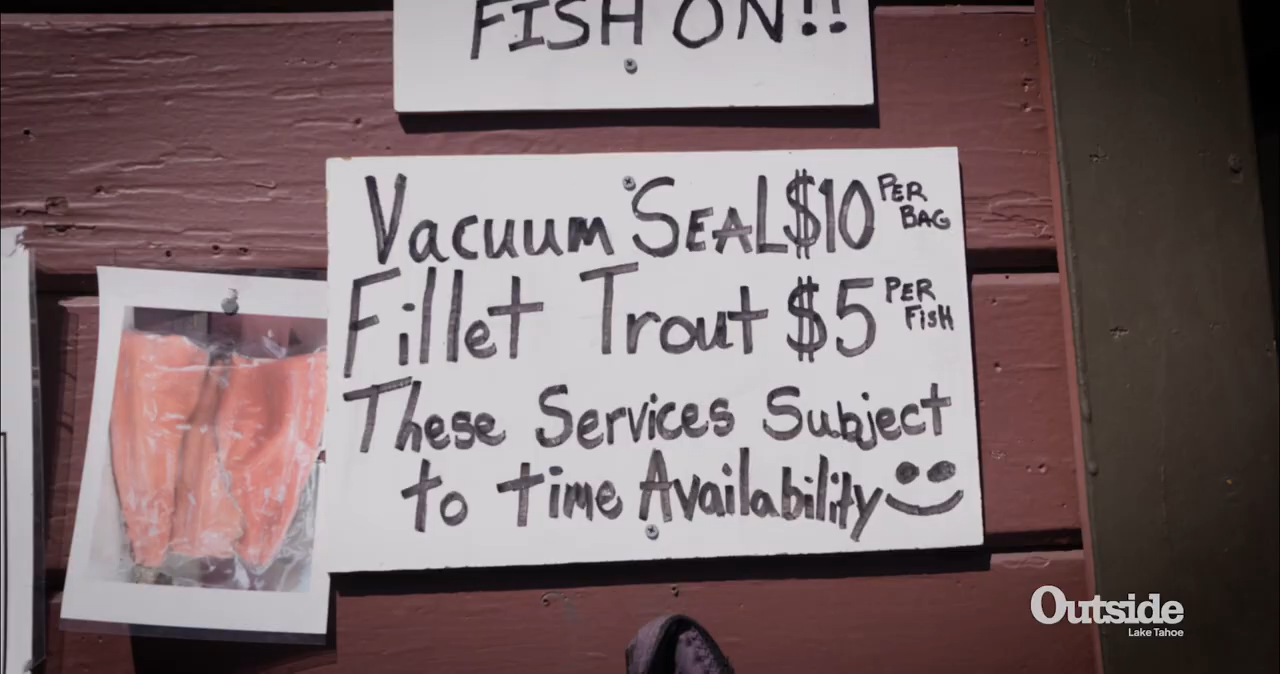 FISH ON!!
Vacuum SEAL $10 PER BAG
Fillet Trout $5 PER FISH
These Services Subject
to time Availability
Outside
Lake Tahoe